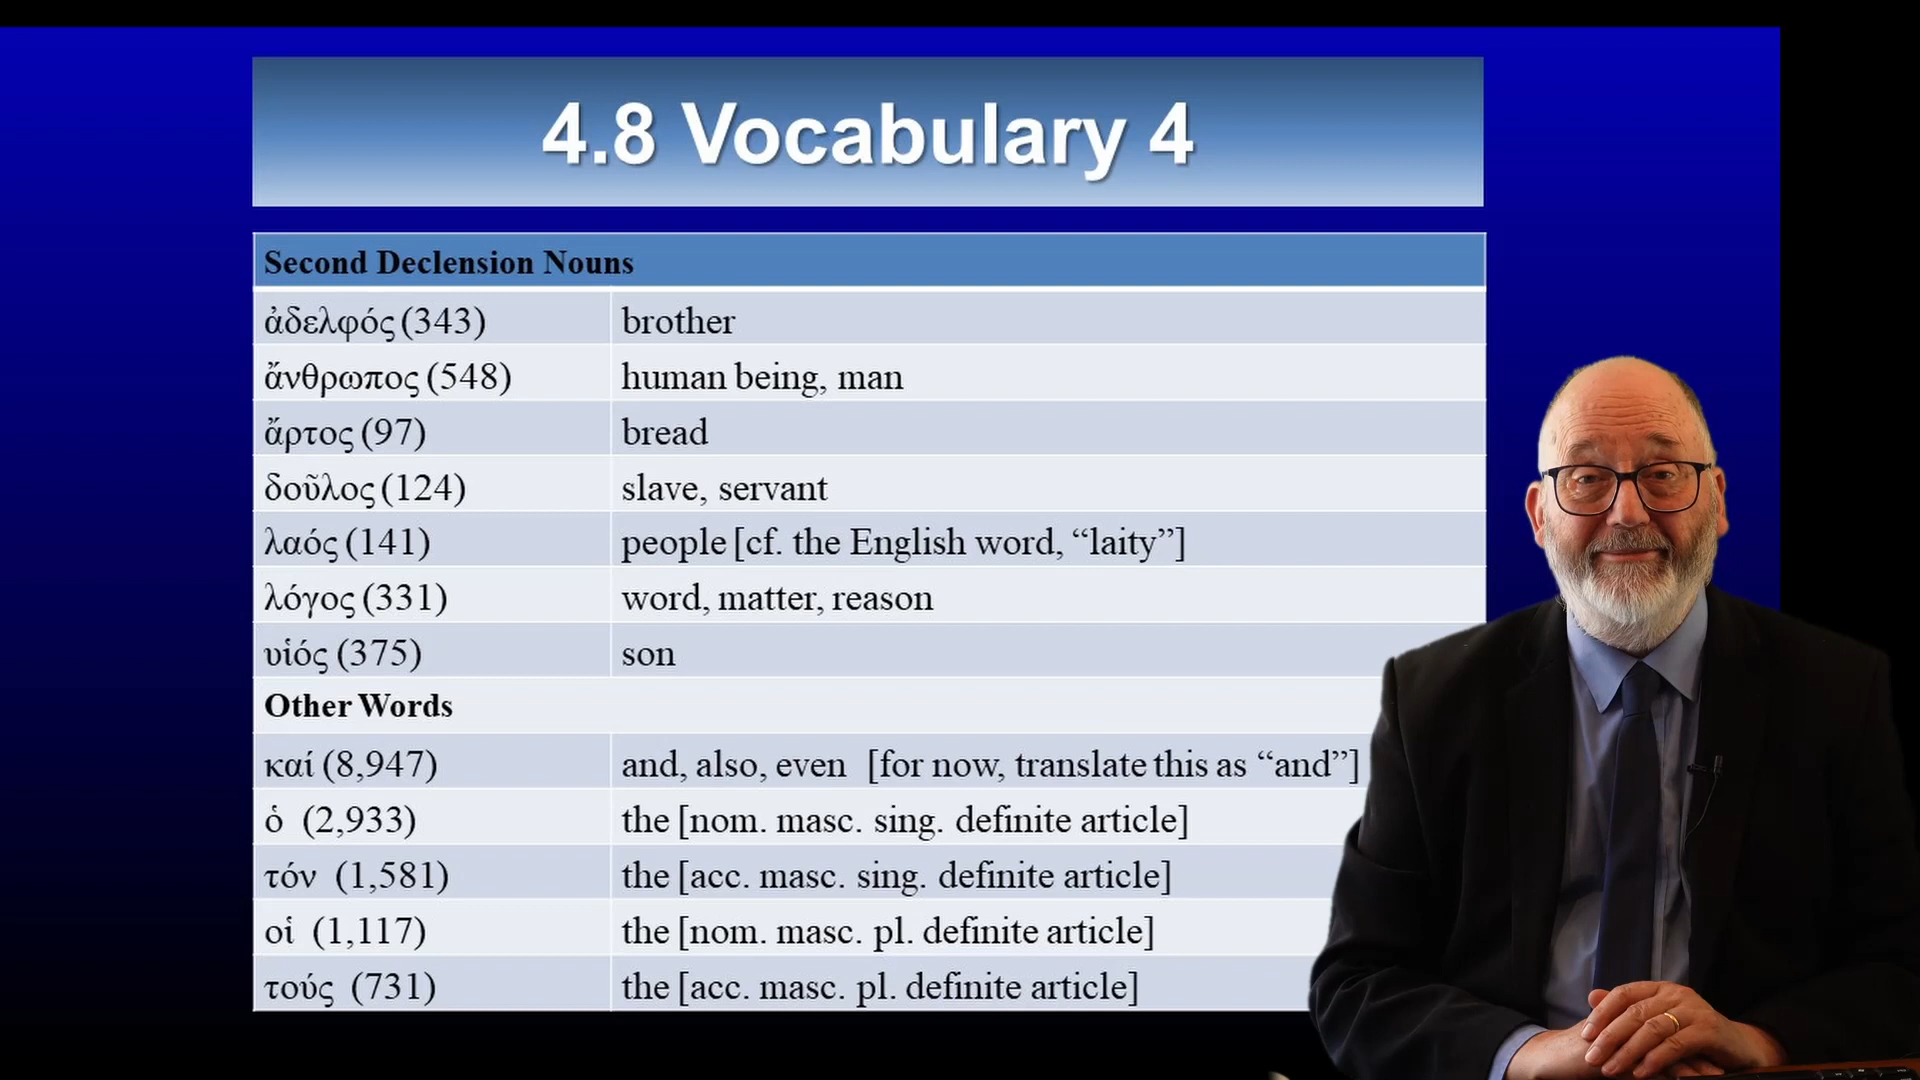 4.8 Vocabulary 4
Second Declension Nouns
ἀδελφός (343) brother
ἄνθρωπος (548) human being, man
ἄρτος (97) bread
δοῦλος (124) slave, servant
λαός (141) people [cf. the English word, “laity”]
λόγος (331) word, matter, reason
υἱός (375) son
Other Words
καί (8,947) and, also, even [for now, translate this as “and”]
ὁ (2,933) the [nom. masc. sing. definite article]
τόν (1,581) the [acc. masc. sing. definite article]
οἱ (1,117) the [nom. masc. pl. definite article]
τούς (731) the [acc. masc. pl. definite article]